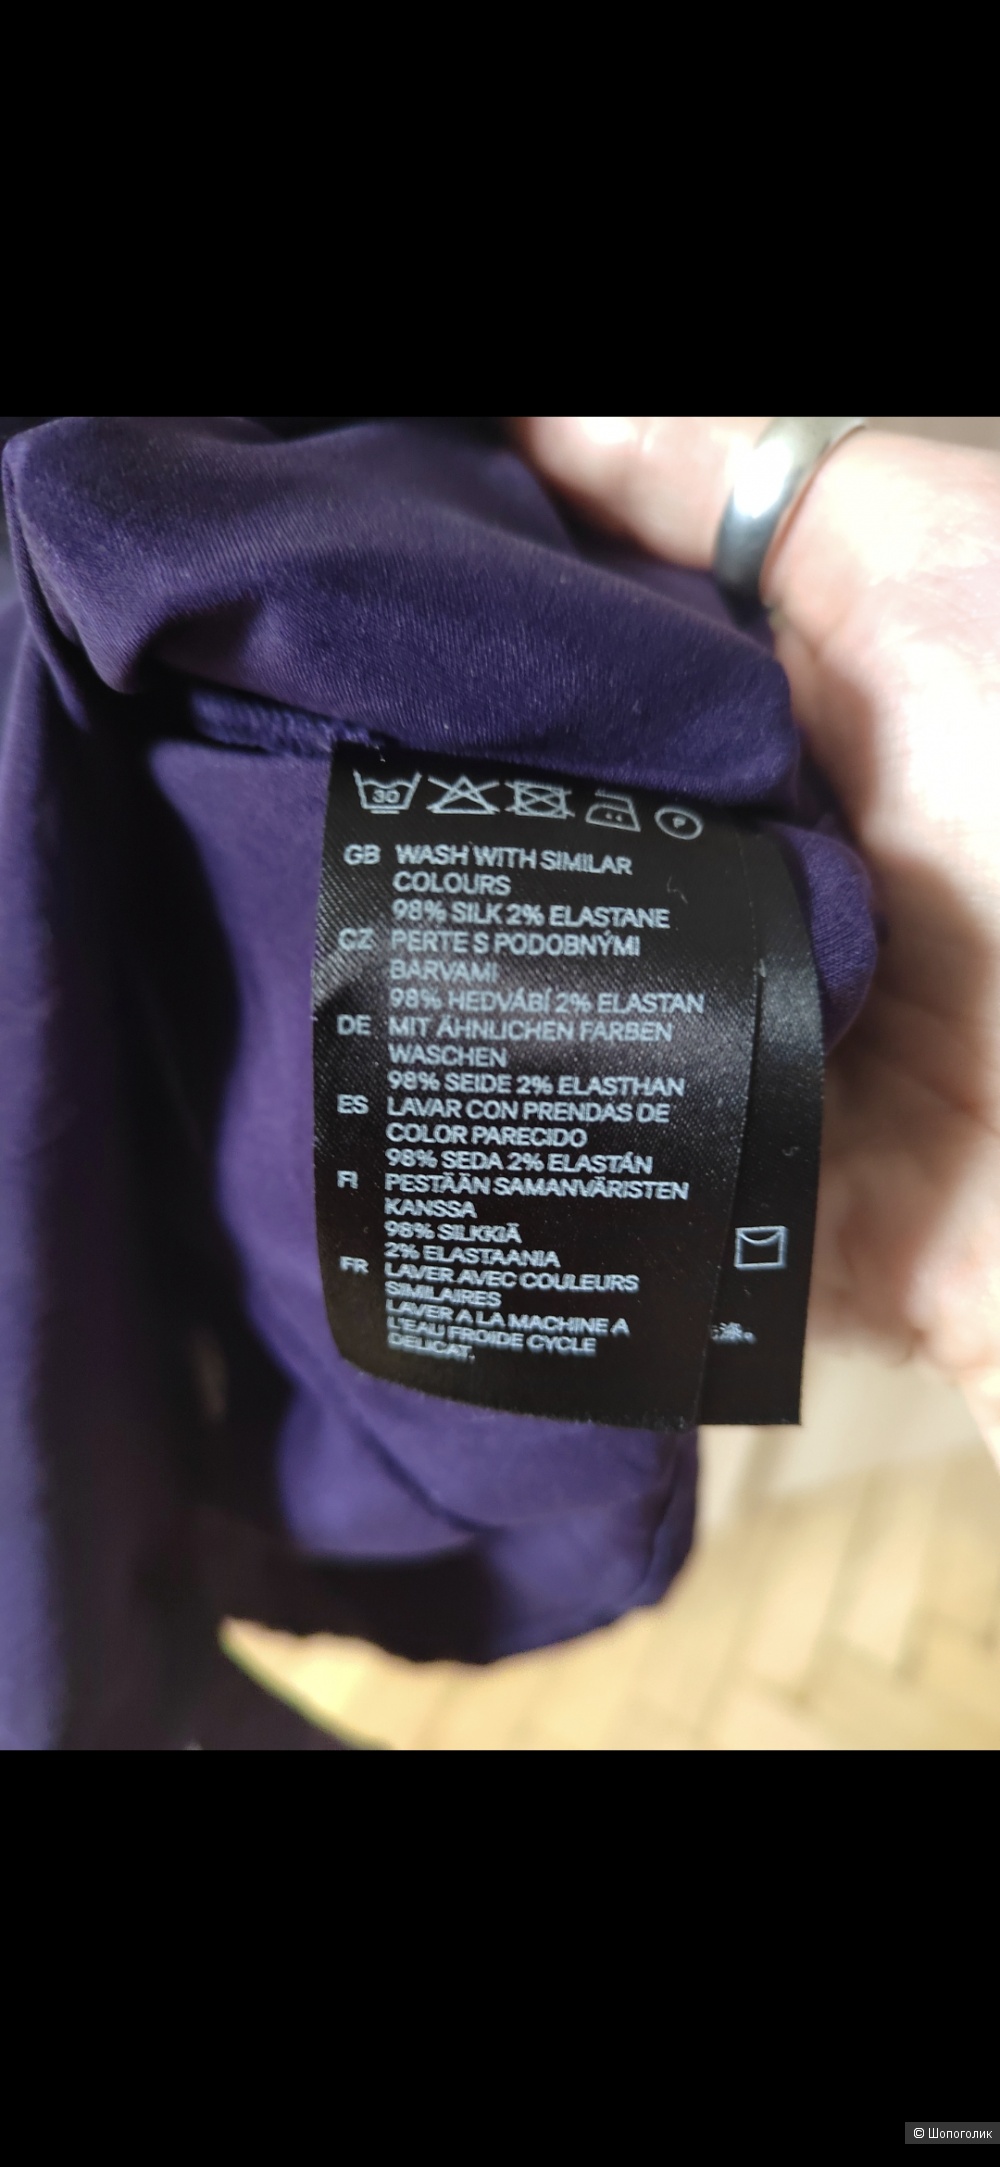 30
P
GB WASH WITH SIMILAR
COLOURS
98% SILK 2% ELASTANE
CZ PERTE S PODOBNÝMI
BARVAMI
98% HEDVÁBÍ 2% ELASTAN
DE MIT ÄHNLICHEN FARBEN
WASCHEN
98% SEIDE 2% ELASTHAN
ES LAVAR CON PRENDAS DE
COLOR PARECIDO
98% SEDA 2% ELASTÁN
FI PESTÄÄN SAMANVÄRISTEN
KANSSA
98% SILKKIÄ
2% ELASTAANIA
FR LAVER AVEC COULEURS
SIMILAIRES
LAVER A LA MACHINE A
L'EAU FROIDE CYCLE
DELICAT.
© Шопоголик